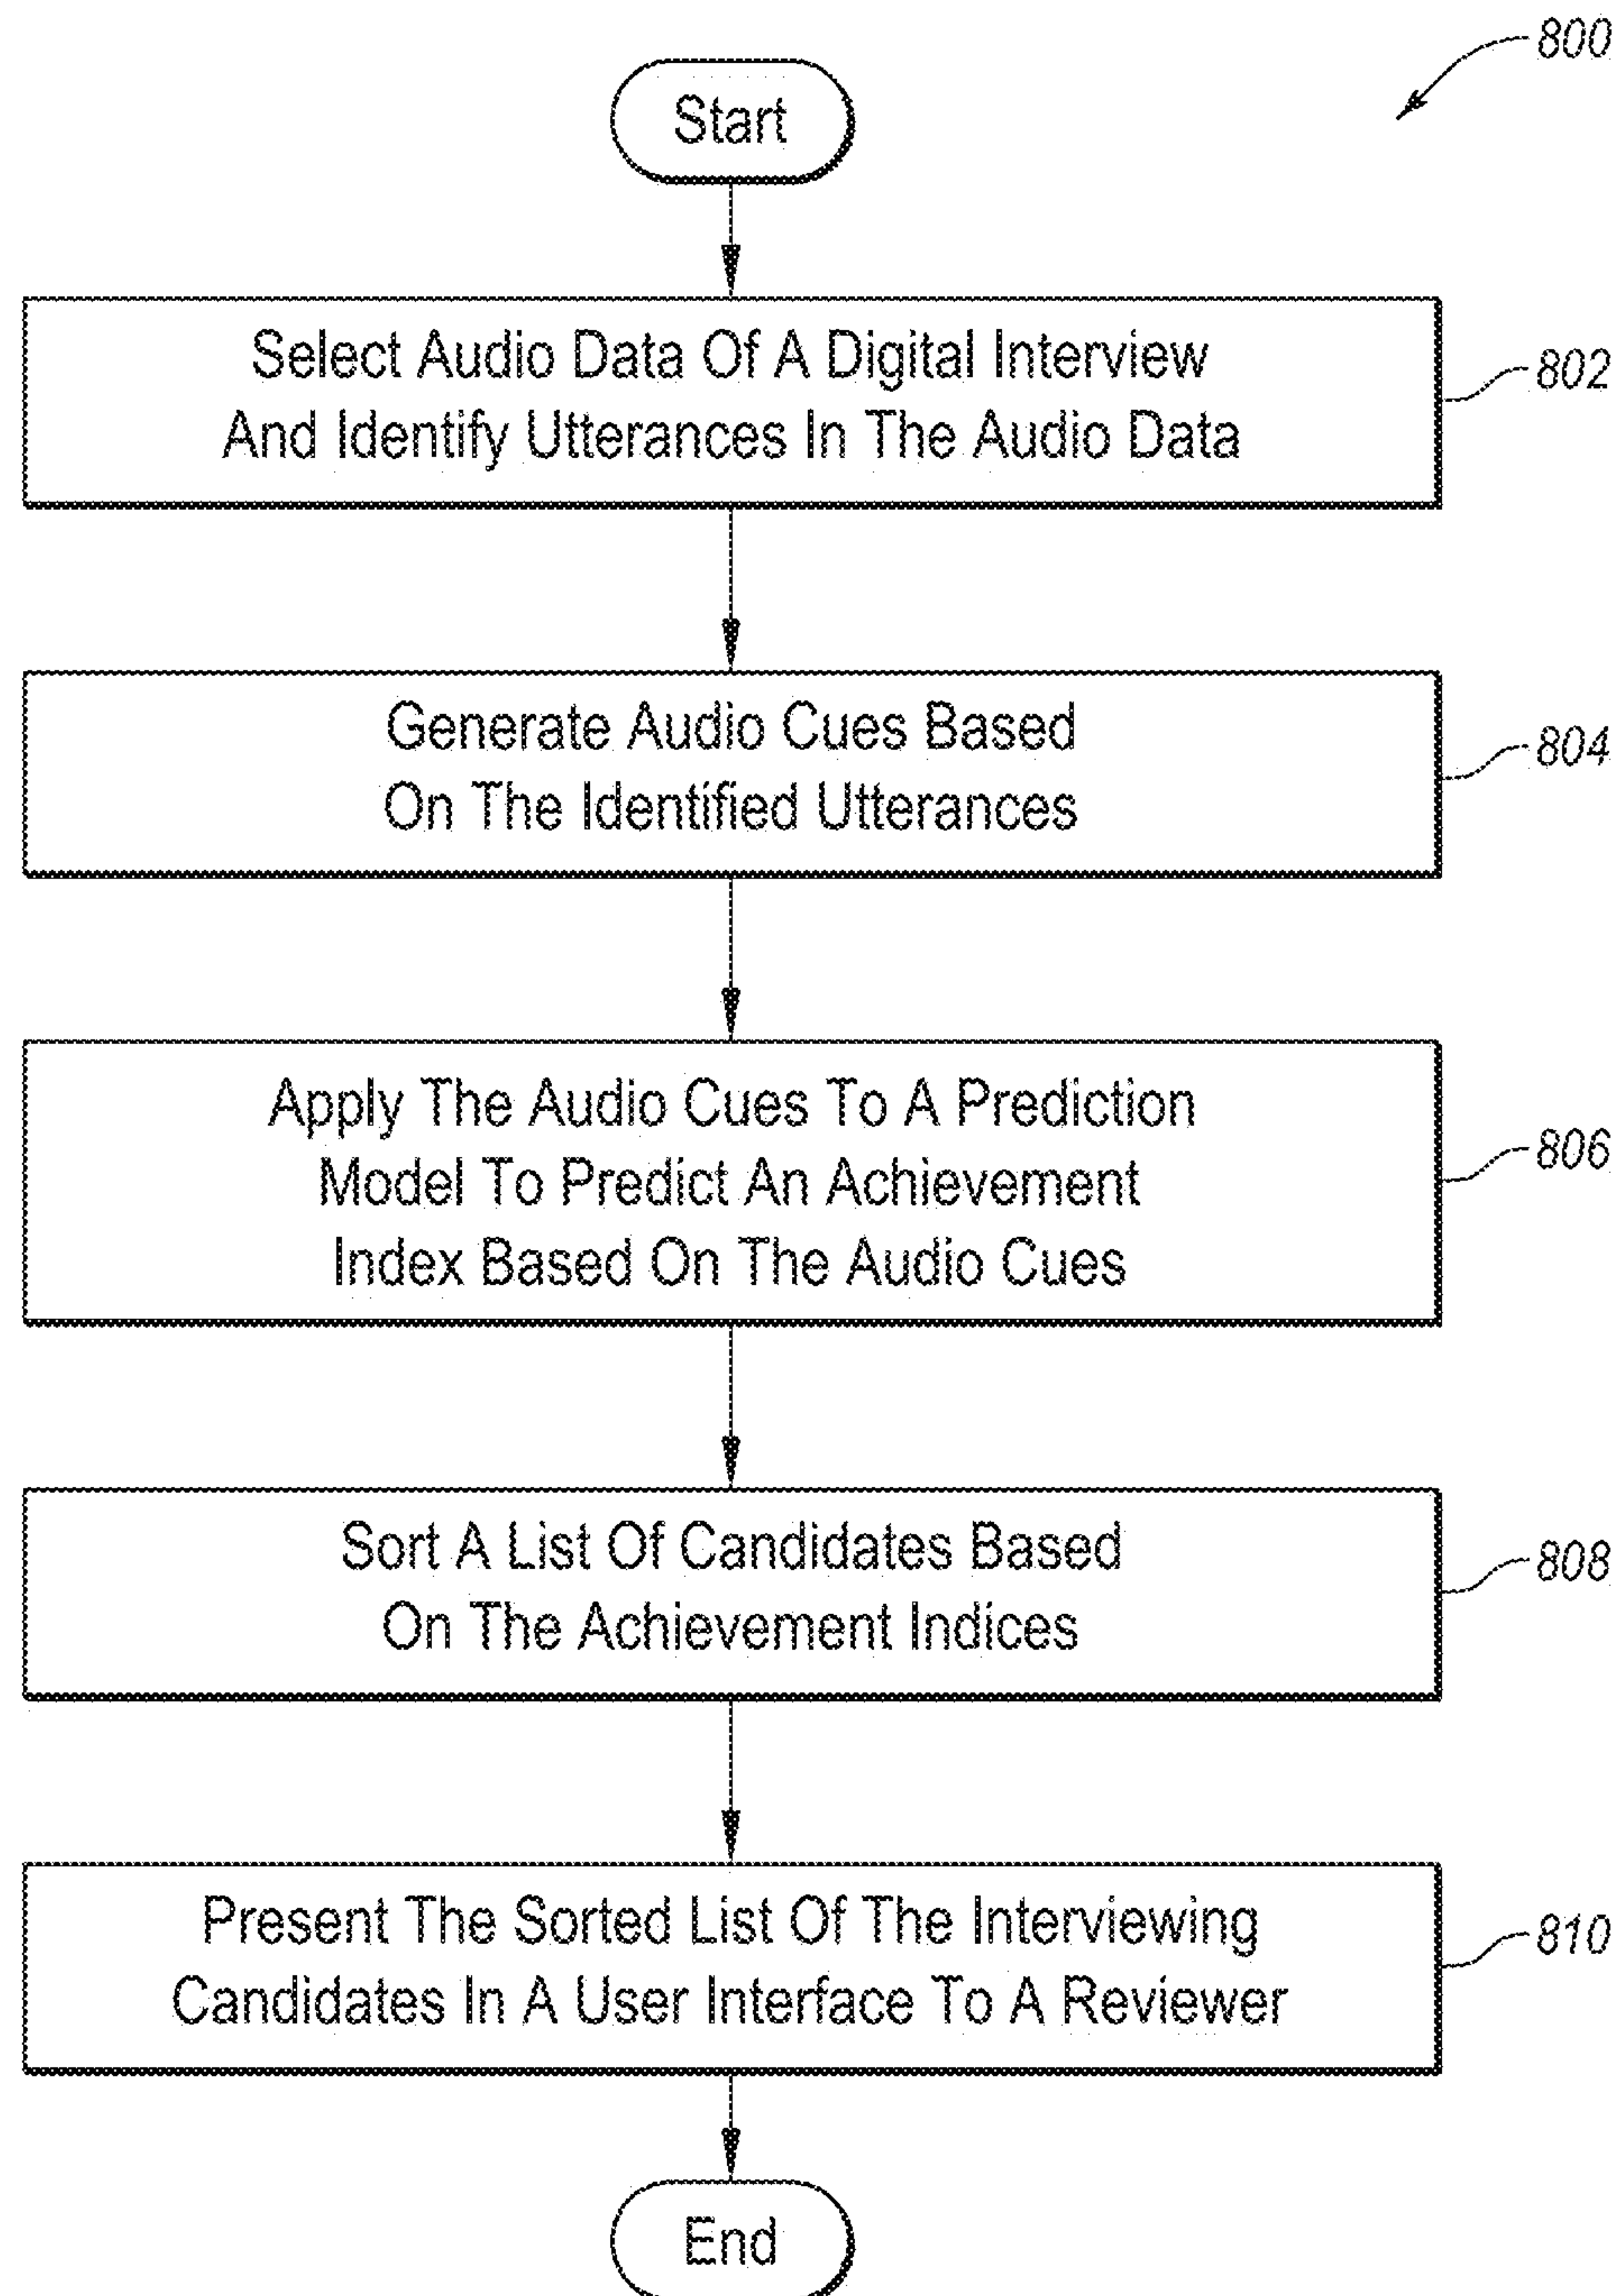 800
Start
Select Audio Data Of A Digital Interview
And Identify Utterances In The Audio Data
802
Generate Audio Cues Based
On The Identified Utterances
804
Apply The Audio Cues To A Prediction
Model To Predict An Achievement
Index Based On The Audio Cues
806
Sort A List Of Candidates Based
On The Achievement Indices
808
Present The Sorted List Of The Interviewing
Candidates In A User Interface To A Reviewer
810
End